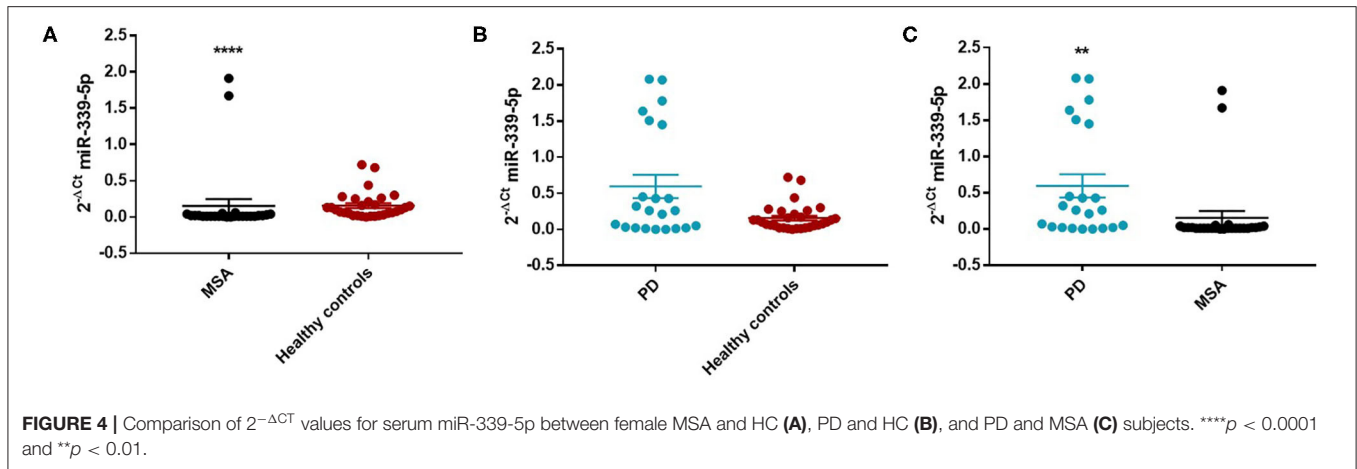 A
2^-ΔCt miR-339-5p
2.5
2.0
1.5
1.0
0.5
0.0
-0.5
****
MSA
Healthy controls
B
2^-ΔCt miR-339-5p
2.5
2.0
1.5
1.0
0.5
0.0
-0.5
PD
Healthy controls
C
2^-ΔCt miR-339-5p
2.5
2.0
1.5
1.0
0.5
0.0
-0.5
**
PD
MSA
FIGURE 4 | Comparison of 2^−ΔCT values for serum miR-339-5p between female MSA and HC (A), PD and HC (B), and PD and MSA (C) subjects. ****p < 0.0001
and **p < 0.01.